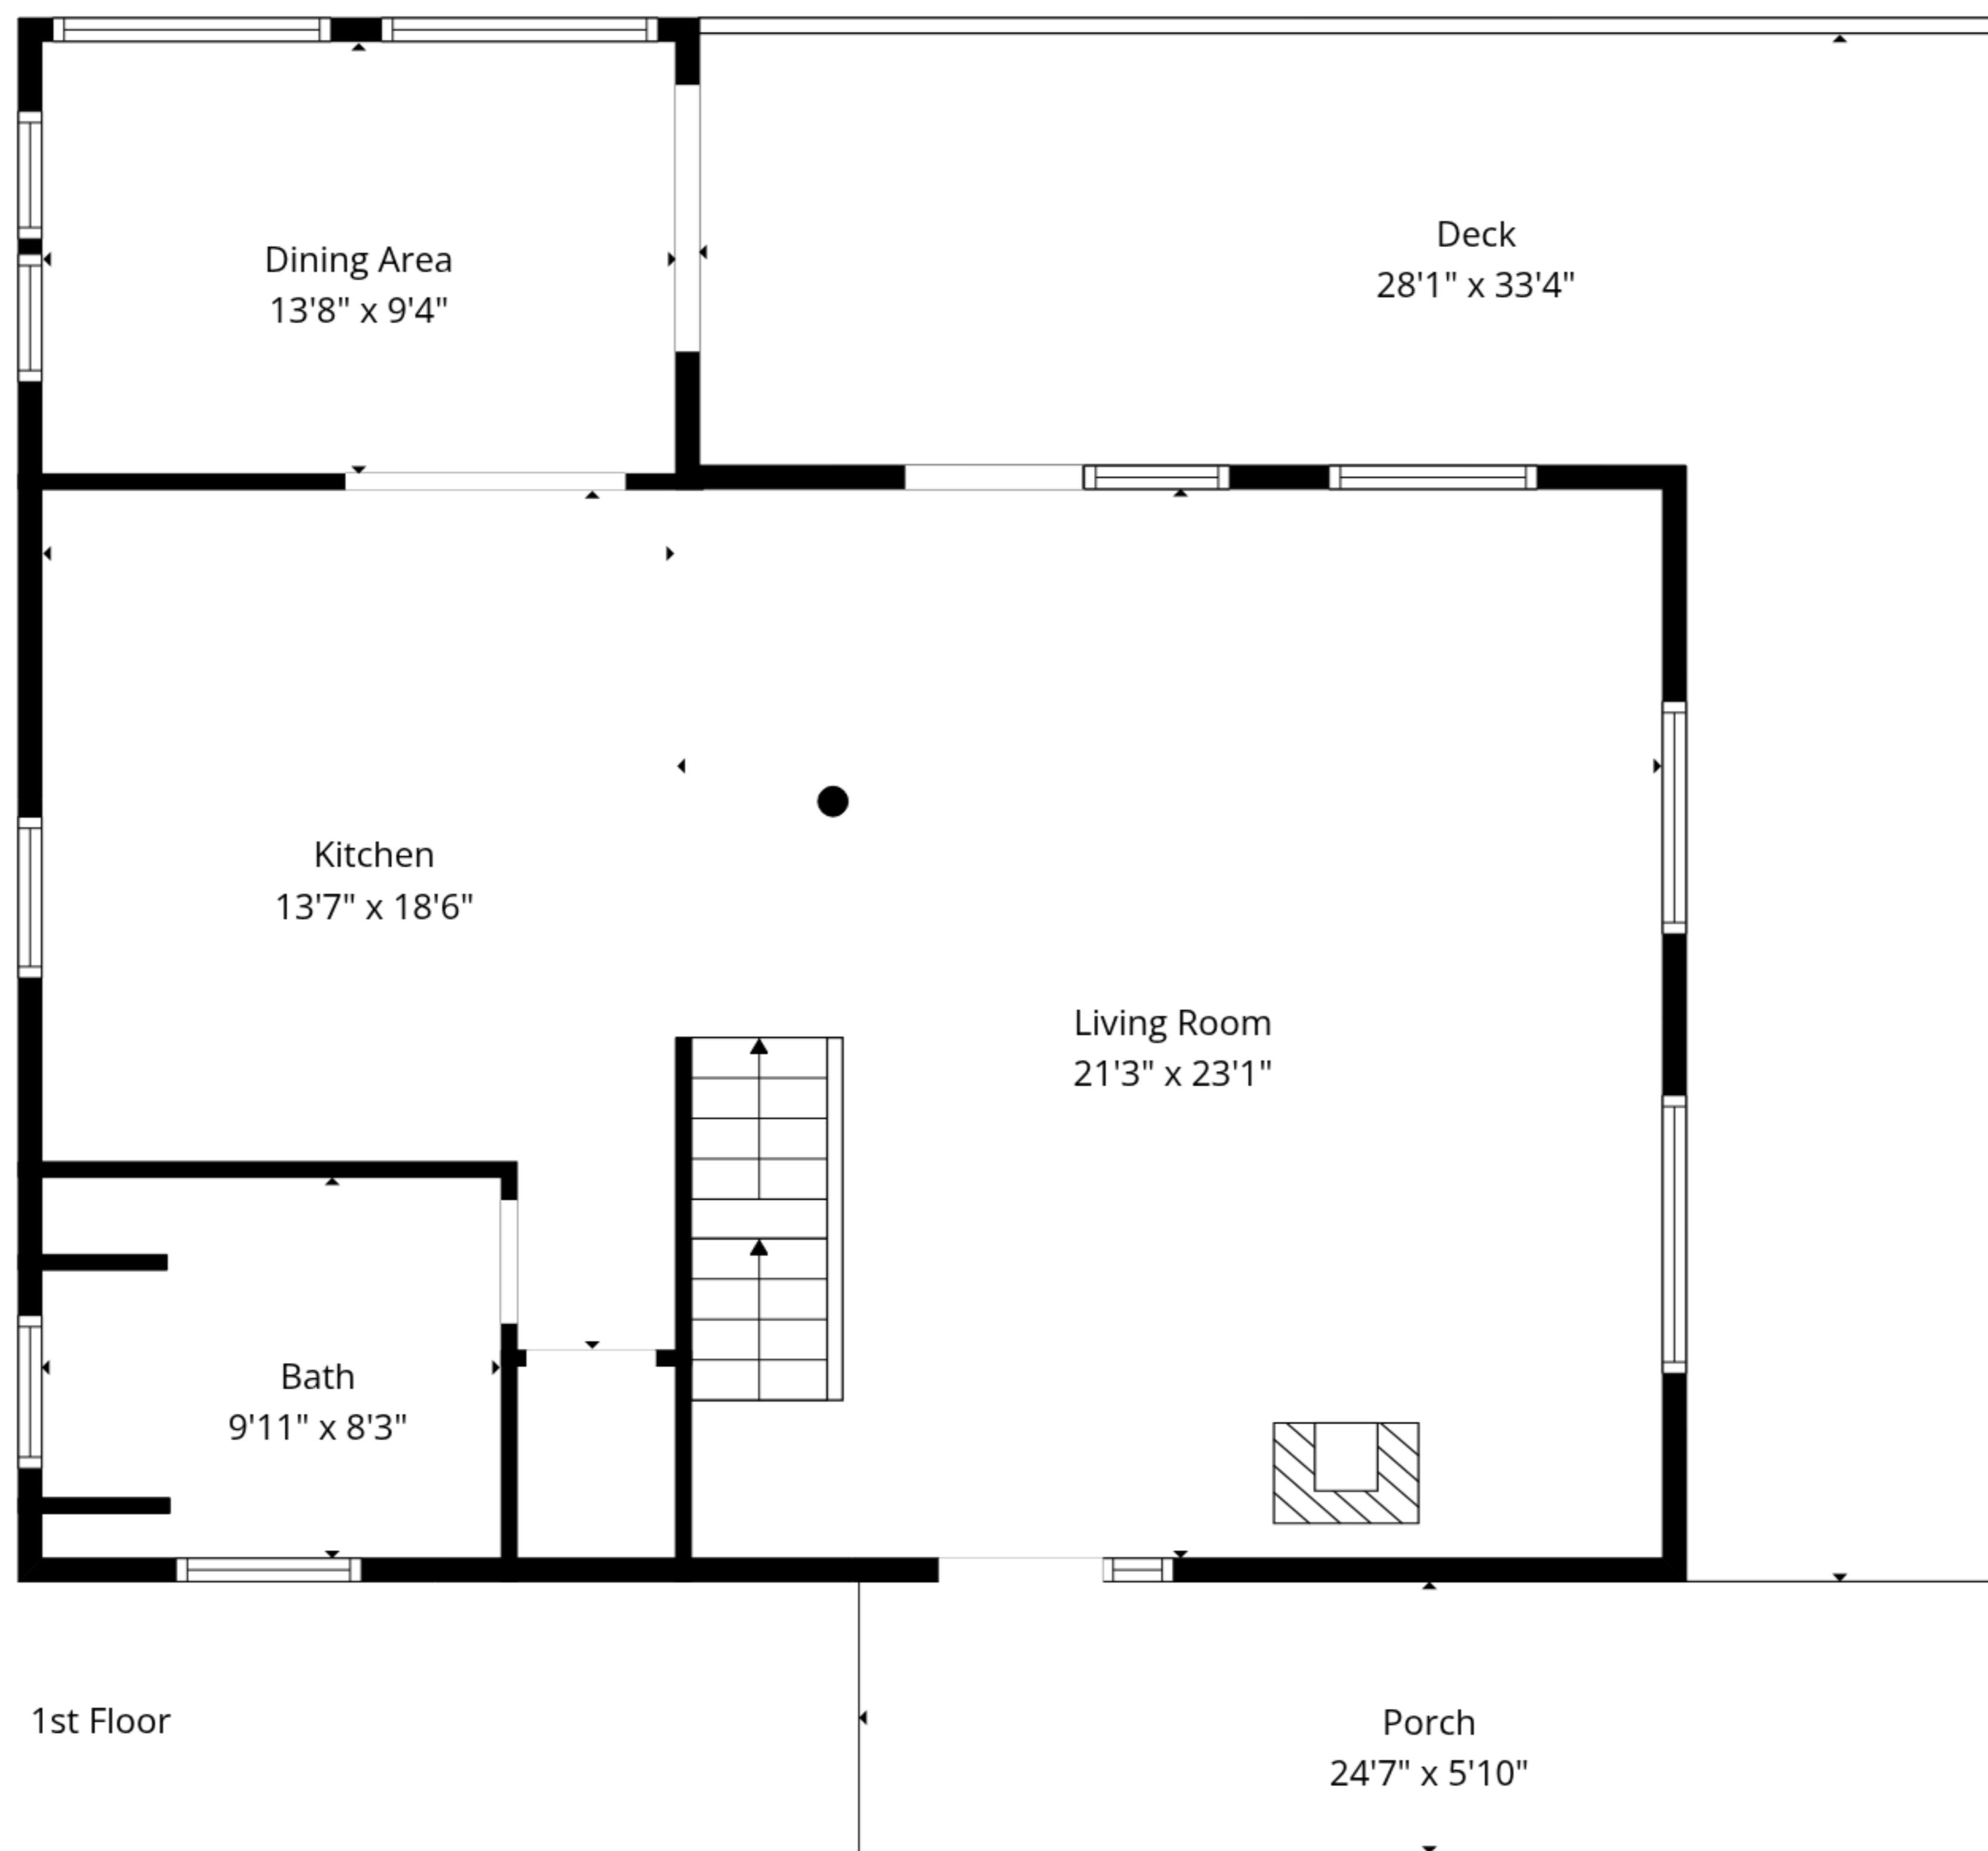 Dining Area
13'8" x 9'4"
Deck
28'1" x 33'4"
Kitchen
13'7" x 18'6"
Living Room
21'3" x 23'1"
Bath
9'11" x 8'3"
1st Floor
Porch
24'7" x 5'10"